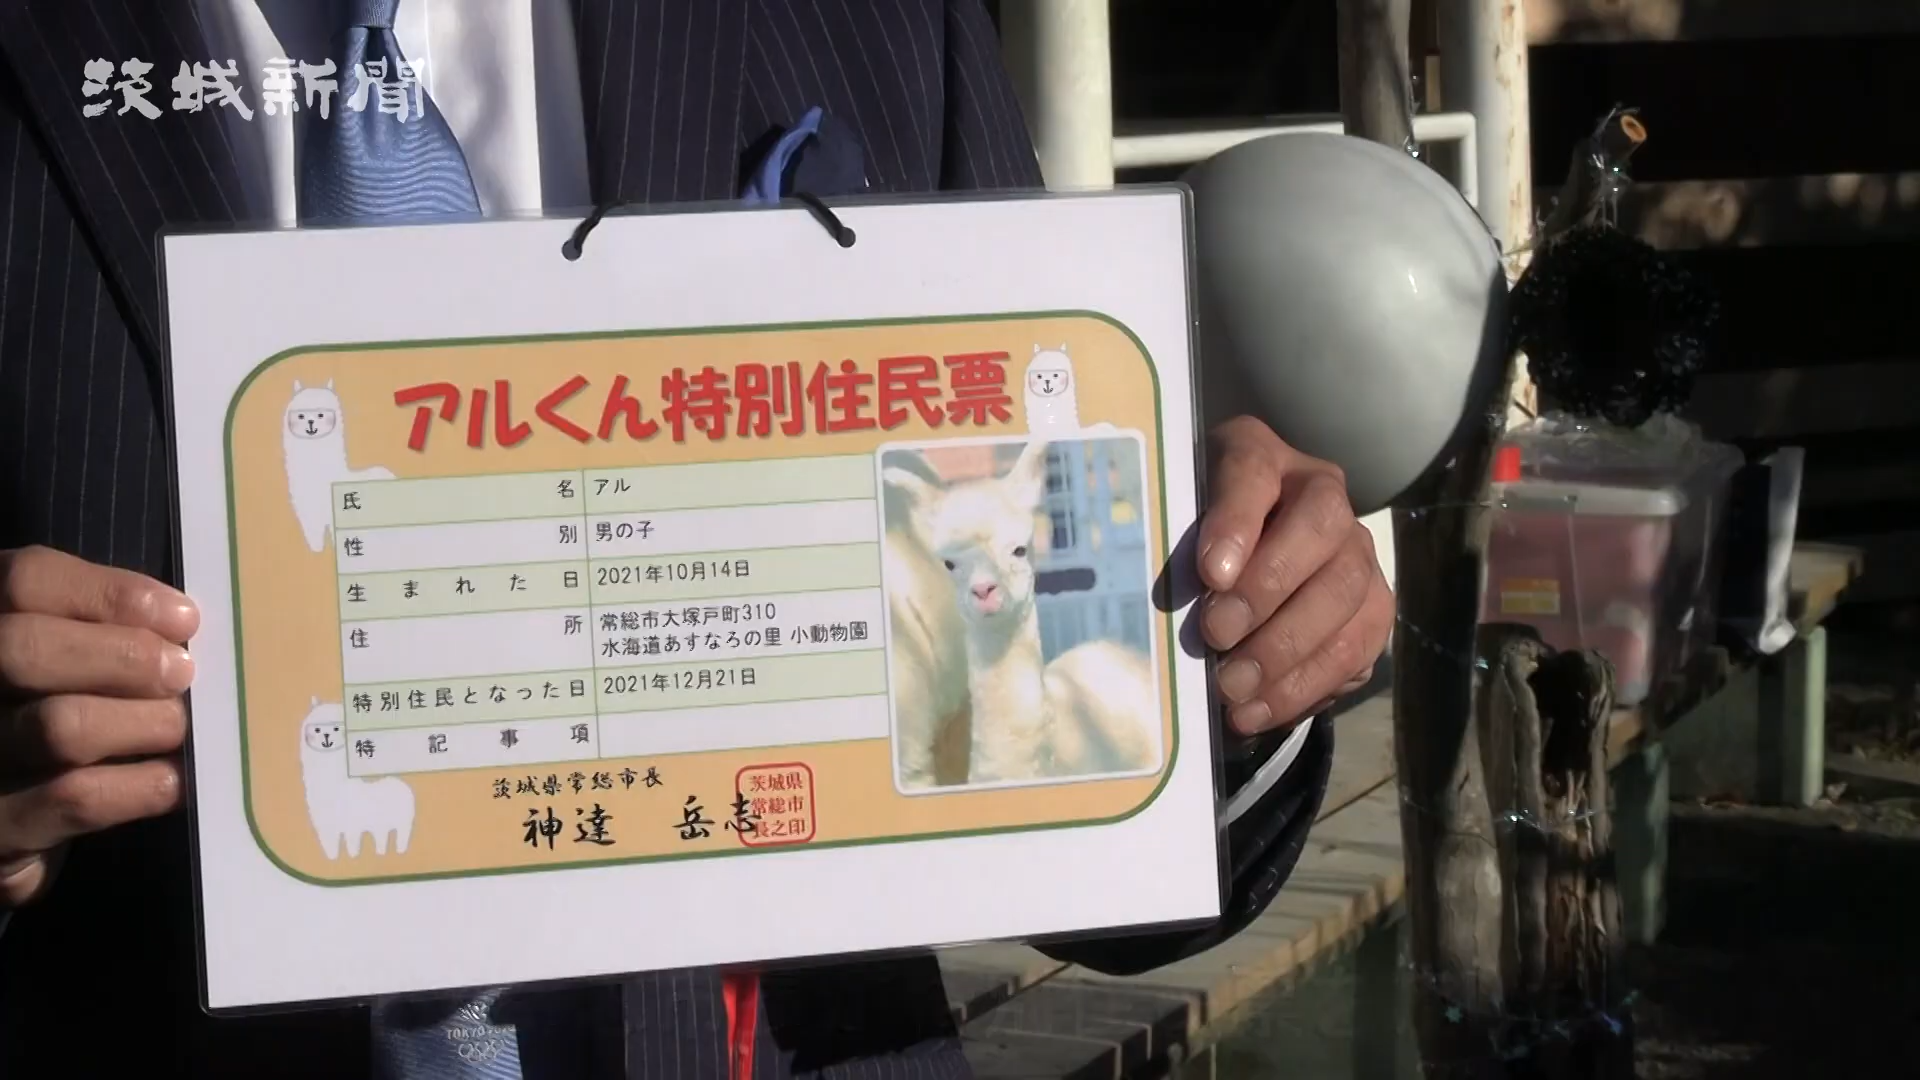 茨城新聞
アルくん特別住民票
氏名 アル
性別 男の子
生まれた日 2021年10月14日
住所 常総市大塚戸町310
水海道あすなろの里 小動物園
特別住民となった日 2021年12月21日
特記事項
茨城県常総市長
神達 岳志
茨城県
常総市
長之印
TOKYO 2020